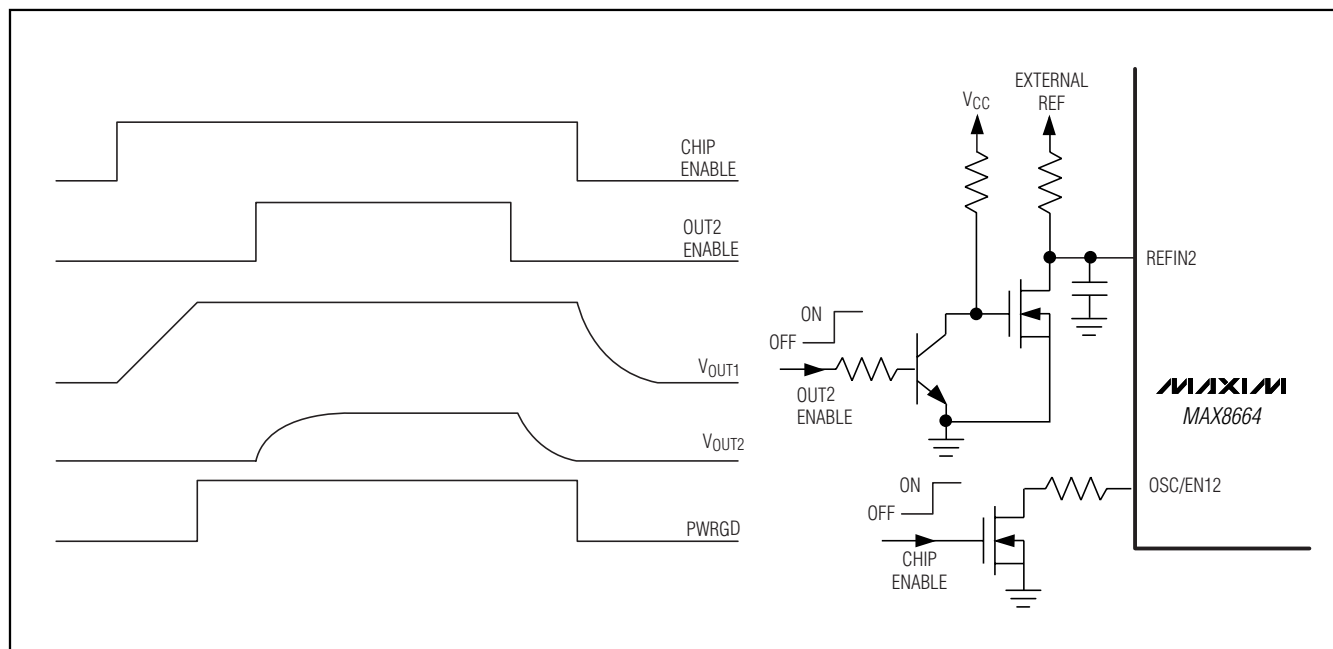 CHIP
ENABLE
OUT2
ENABLE
VOUT1
VOUT2
PWRGD
VCC
EXTERNAL
REF
REFIN2
ON
OFF
OUT2
ENABLE
MAXIM
MAX8664
OSC/EN12
ON
OFF
CHIP
ENABLE